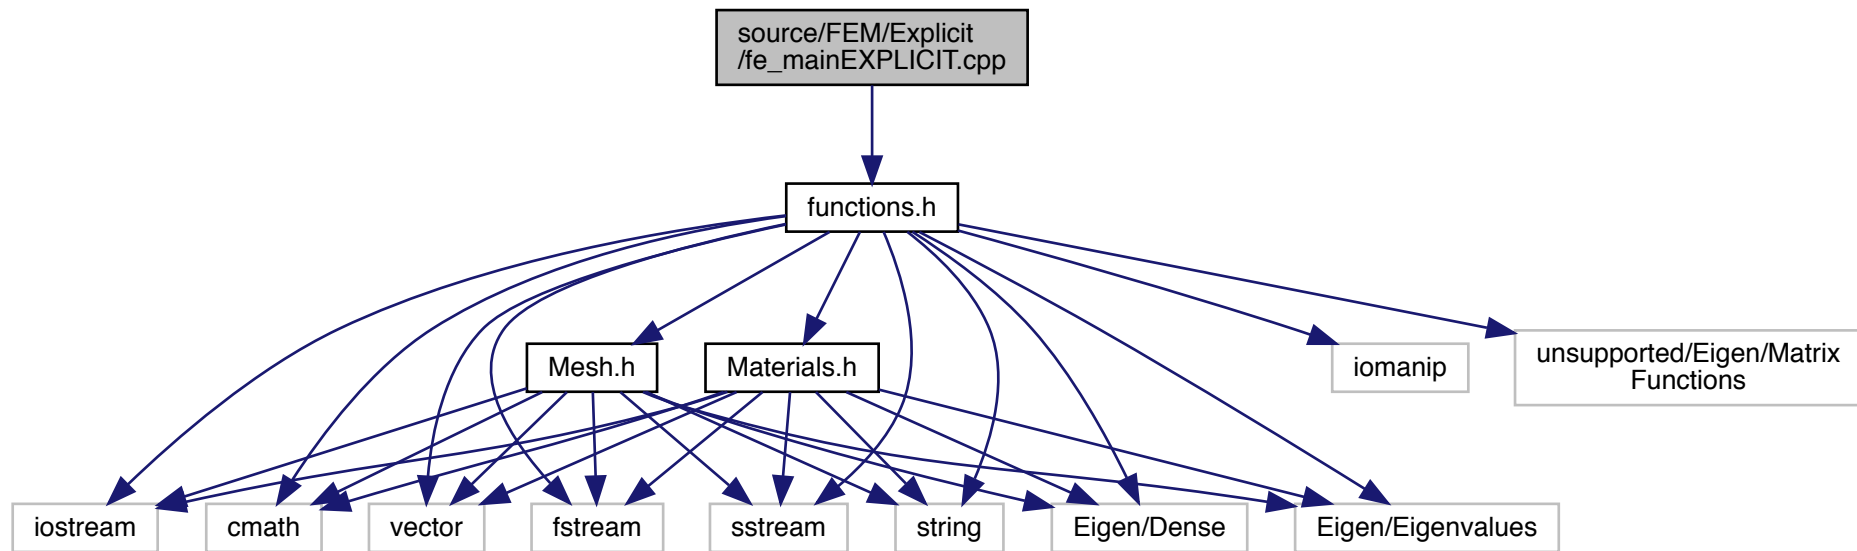 source/FEM/Explicit
/fe_mainEXPLICIT.cpp
functions.h
Mesh.h
Materials.h
iomanip
unsupported/Eigen/Matrix
Functions
iostream
cmath
vector
fstream
sstream
string
Eigen/Dense
Eigen/Eigenvalues